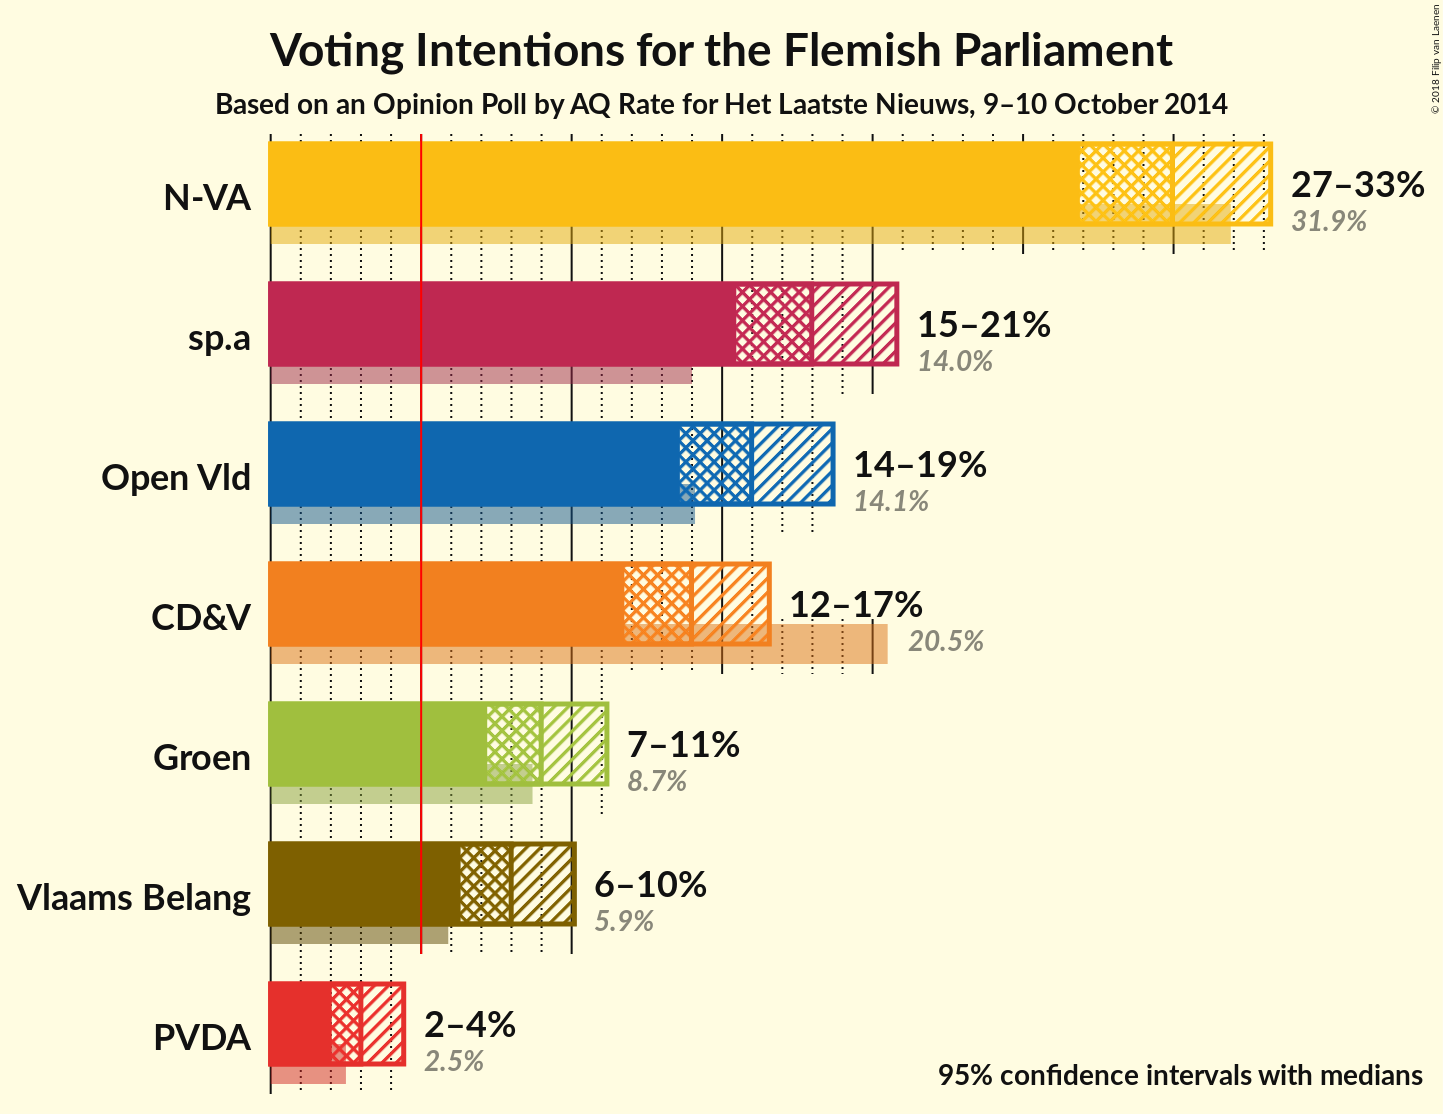 Voting Intentions for the Flemish Parliament
Based on an Opinion Poll by AQ Rate for Het Laatste Nieuws, 9–10 October 2014
© 2018 Filip van Laenen
N-VA
27–33%
31.9%
sp.a
15–21%
14.0%
Open Vld
14–19%
14.1%
CD&V
12–17%
20.5%
Groen
7–11%
8.7%
Vlaams Belang
6–10%
5.9%
PVDA
2–4%
2.5%
95% confidence intervals with medians